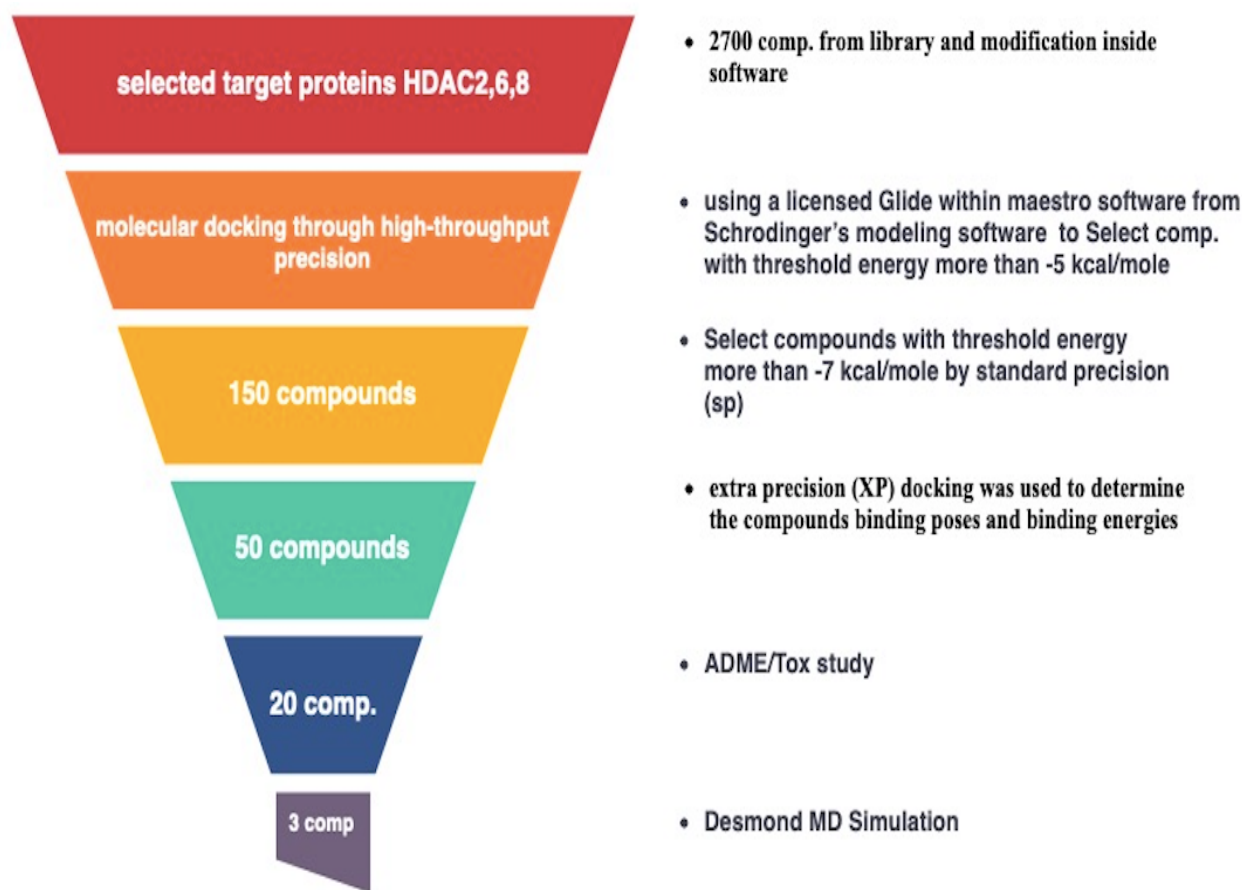 selected target proteins HDAC2,6,8
• 2700 comp. from library and modification inside
software
molecular docking through high-throughput
precision
• using a licensed Glide within maestro software from
Schrodinger's modeling software to Select comp.
with threshold energy more than -5 kcal/mole
150 compounds
• Select compounds with threshold energy
more than -7 kcal/mole by standard precision
(sp)
50 compounds
• extra precision (XP) docking was used to determine
the compounds binding poses and binding energies
20 comp.
• ADME/Tox study
3 comp
• Desmond MD Simulation